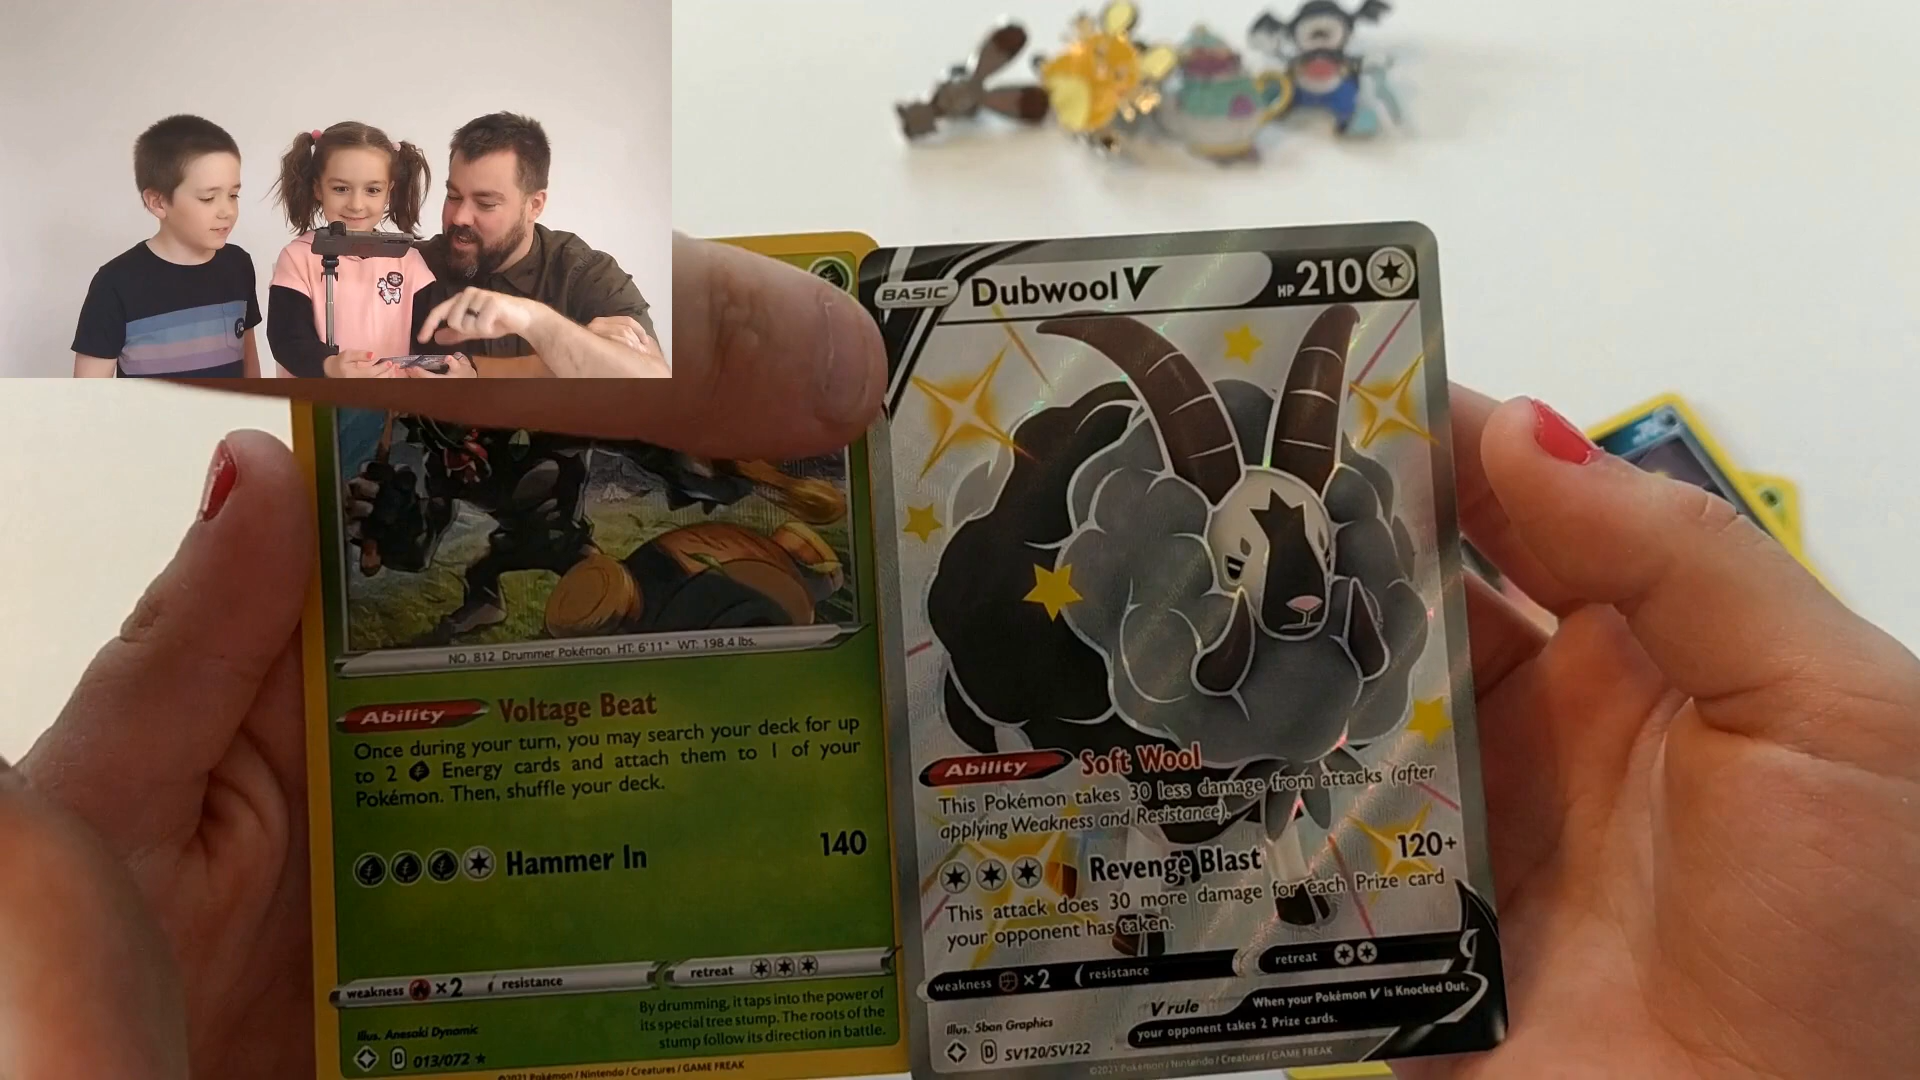 NO. 812 Drummer Pokémon HT: 6'11" WT: 198.4 lbs.
Ability Voltage Beat
Once during your turn, you may search your deck for up
to 2 Energy cards and attach them to 1 of your
Pokémon. Then, shuffle your deck.
Hammer In 140
weakness ×2 resistance retreat
By drumming, it taps into the power of
its special tree stump. The roots of the
stump follow its direction in battle.
Illus. Anesaki Dynamic
D 013/072 ★
©2021 Pokémon / Nintendo / Creatures / GAME FREAK
BASIC Dubwool V HP 210
Ability Soft Wool
This Pokémon takes 30 less damage from attacks (after
applying Weakness and Resistance).
Revenge Blast 120+
This attack does 30 more damage for each Prize card
your opponent has taken.
weakness ×2 resistance retreat
V rule When your Pokémon V is Knocked Out,
your opponent takes 2 Prize cards.
Illus. 5ban Graphics
D SV120/SV122
©2021 Pokémon / Nintendo / Creatures / GAME FREAK